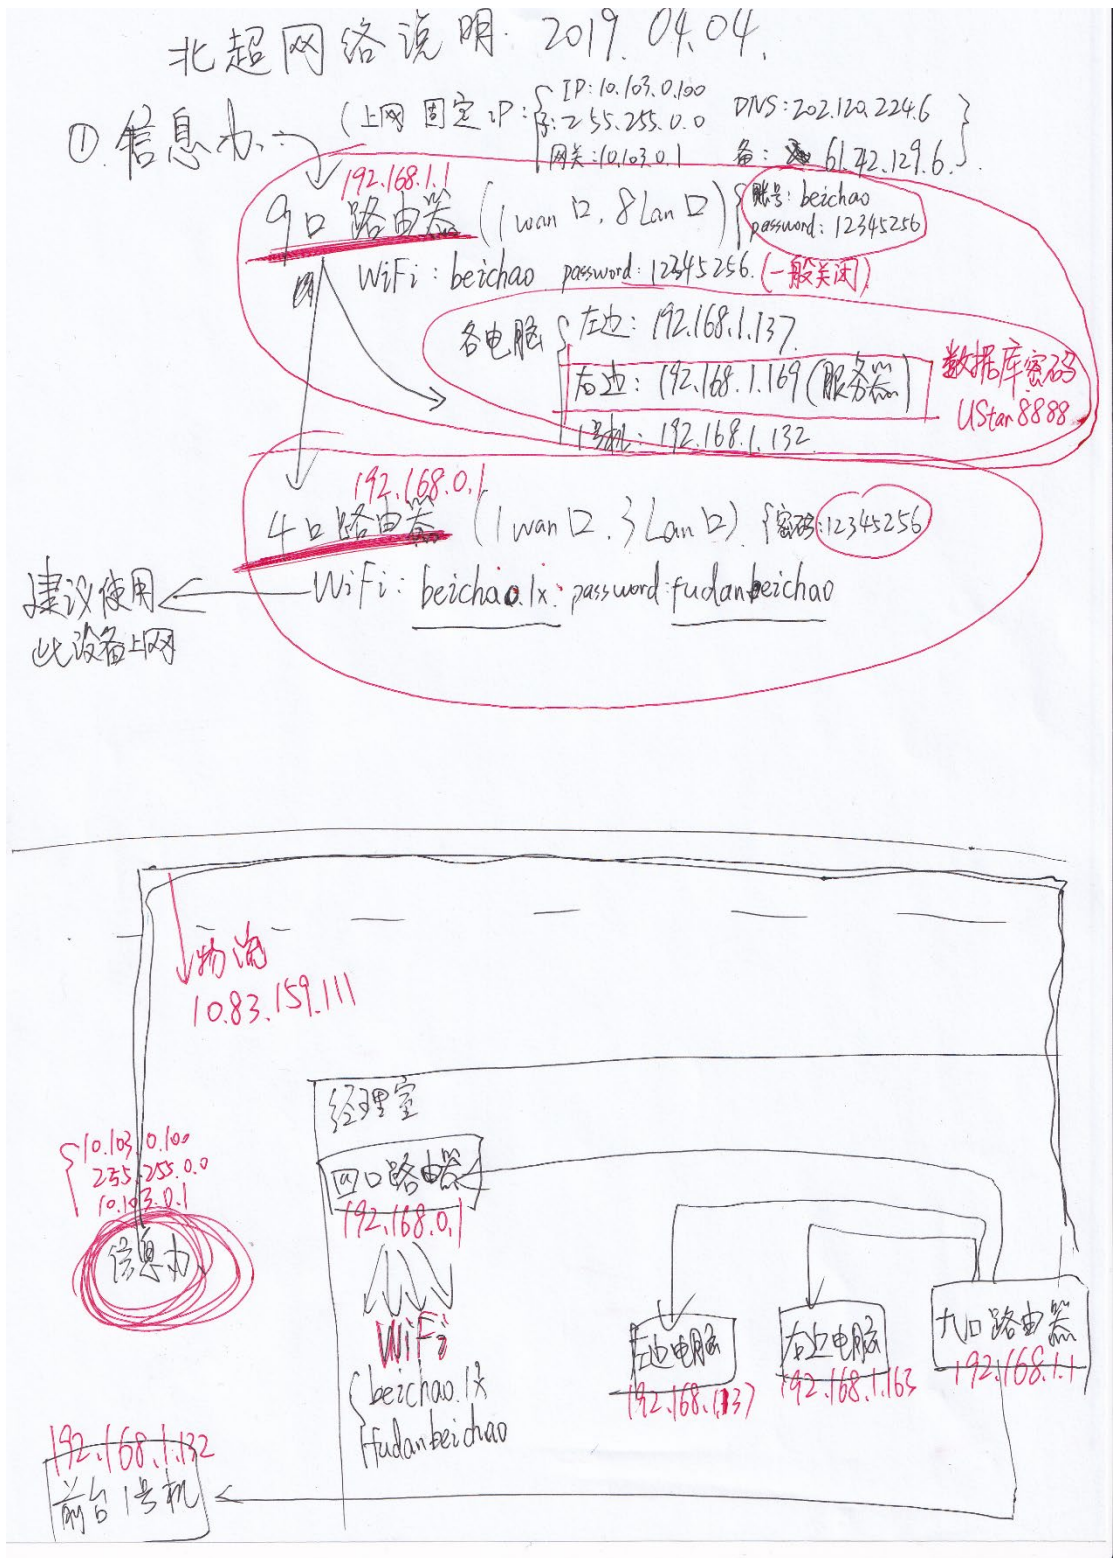 北超网络说明. 2019.04.04.
① 信息办. (上网 固定IP: { IP:10.103.0.100 DNS:202.120.224.6 }
子:255.255.0.0
网关:10.103.0.1 备: 61.42.129.6.
192.168.1.1
9口路由器 (1 wan口, 8 Lan口) { 账号: beichao
password: 12345256
WiFi: beichao password: 12345256. (一般关闭)
各电脑 { 左边: 192.168.1.137.
右边: 192.168.1.169 (服务器)
1号机: 192.168.1.132
数据库密码
UStar8888
192.168.0.1
4口路由器 (1 wan口, 3 Lan口) { 密码:12345256
WiFi: beichao.lx. password:fudanbeichao
建议使用
此设备上网
物流
10.83.159.111
经理室
四口路由器
192.168.0.1
WiFi
{ beichao.lx
fudanbeichao
{ 10.103.0.100
255.255.0.0
10.103.0.1
信息办
左边电脑
192.168.1.137
右边电脑
192.168.1.163
九口路由器
192.168.1.1
192.168.1.132
前台1号机